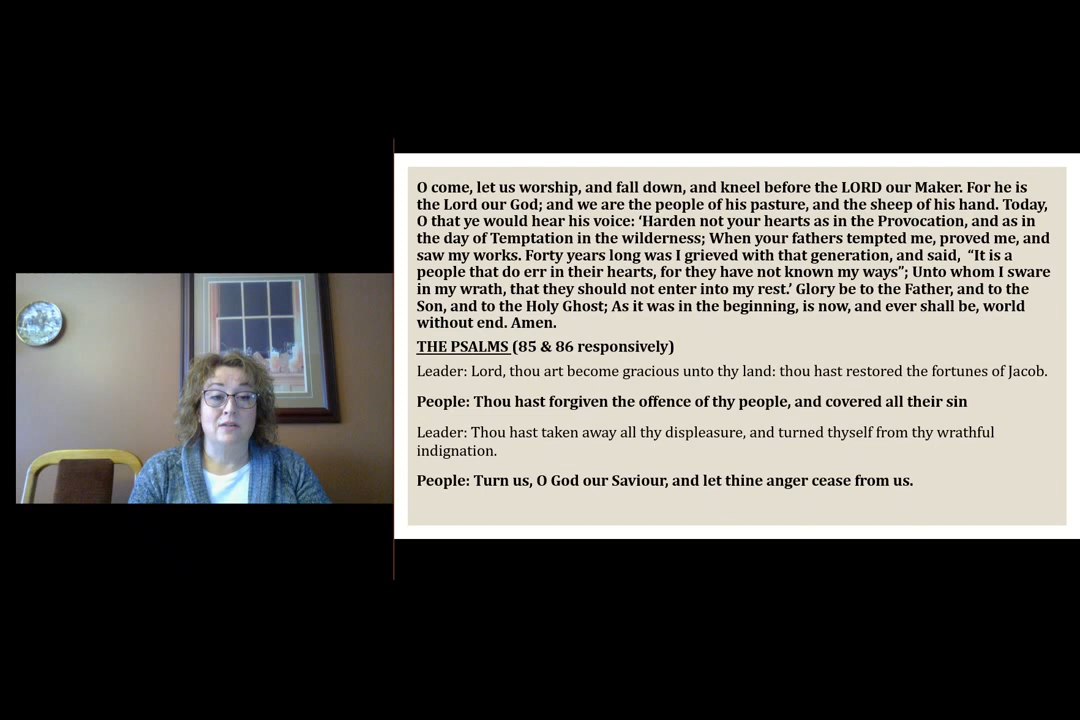 O come, let us worship, and fall down, and kneel before the LORD our Maker. For he is
the Lord our God; and we are the people of his pasture, and the sheep of his hand. Today,
O that ye would hear his voice: ‘Harden not your hearts as in the Provocation, and as in
the day of Temptation in the wilderness; When your fathers tempted me, proved me, and
saw my works. Forty years long was I grieved with that generation, and said, “It is a
people that do err in their hearts, for they have not known my ways”; Unto whom I sware
in my wrath, that they should not enter into my rest.’ Glory be to the Father, and to the
Son, and to the Holy Ghost; As it was in the beginning, is now, and ever shall be, world
without end. Amen.
THE PSALMS (85 & 86 responsively)
Leader: Lord, thou art become gracious unto thy land: thou hast restored the fortunes of Jacob.
People: Thou hast forgiven the offence of thy people, and covered all their sin
Leader: Thou hast taken away all thy displeasure, and turned thyself from thy wrathful
indignation.
People: Turn us, O God our Saviour, and let thine anger cease from us.